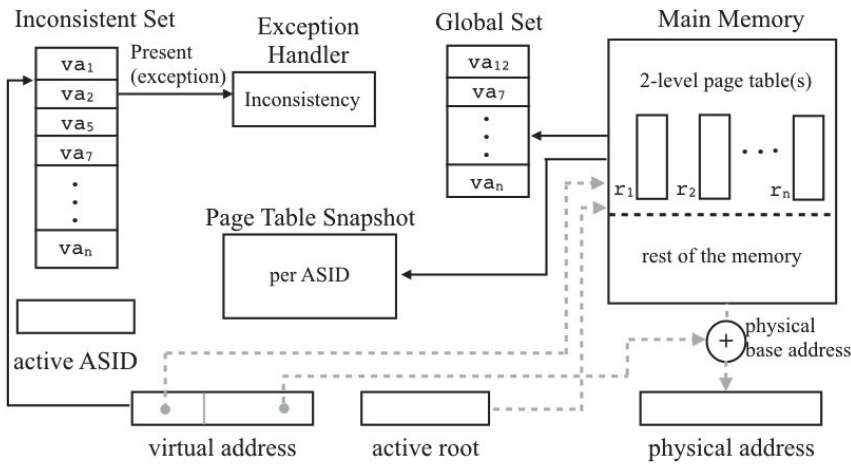 Inconsistent Set
Exception
Handler
Global Set
Main Memory
Present
(exception)
va₁
va₂
va₅
va₇
⋮
vaₙ
Inconsistency
va₁₂
va₇
⋮
vaₙ
2-level page table(s)
r₁
r₂
...
rₙ
rest of the memory
Page Table Snapshot
per ASID
active ASID
+
physical
base address
virtual address
active root
physical address